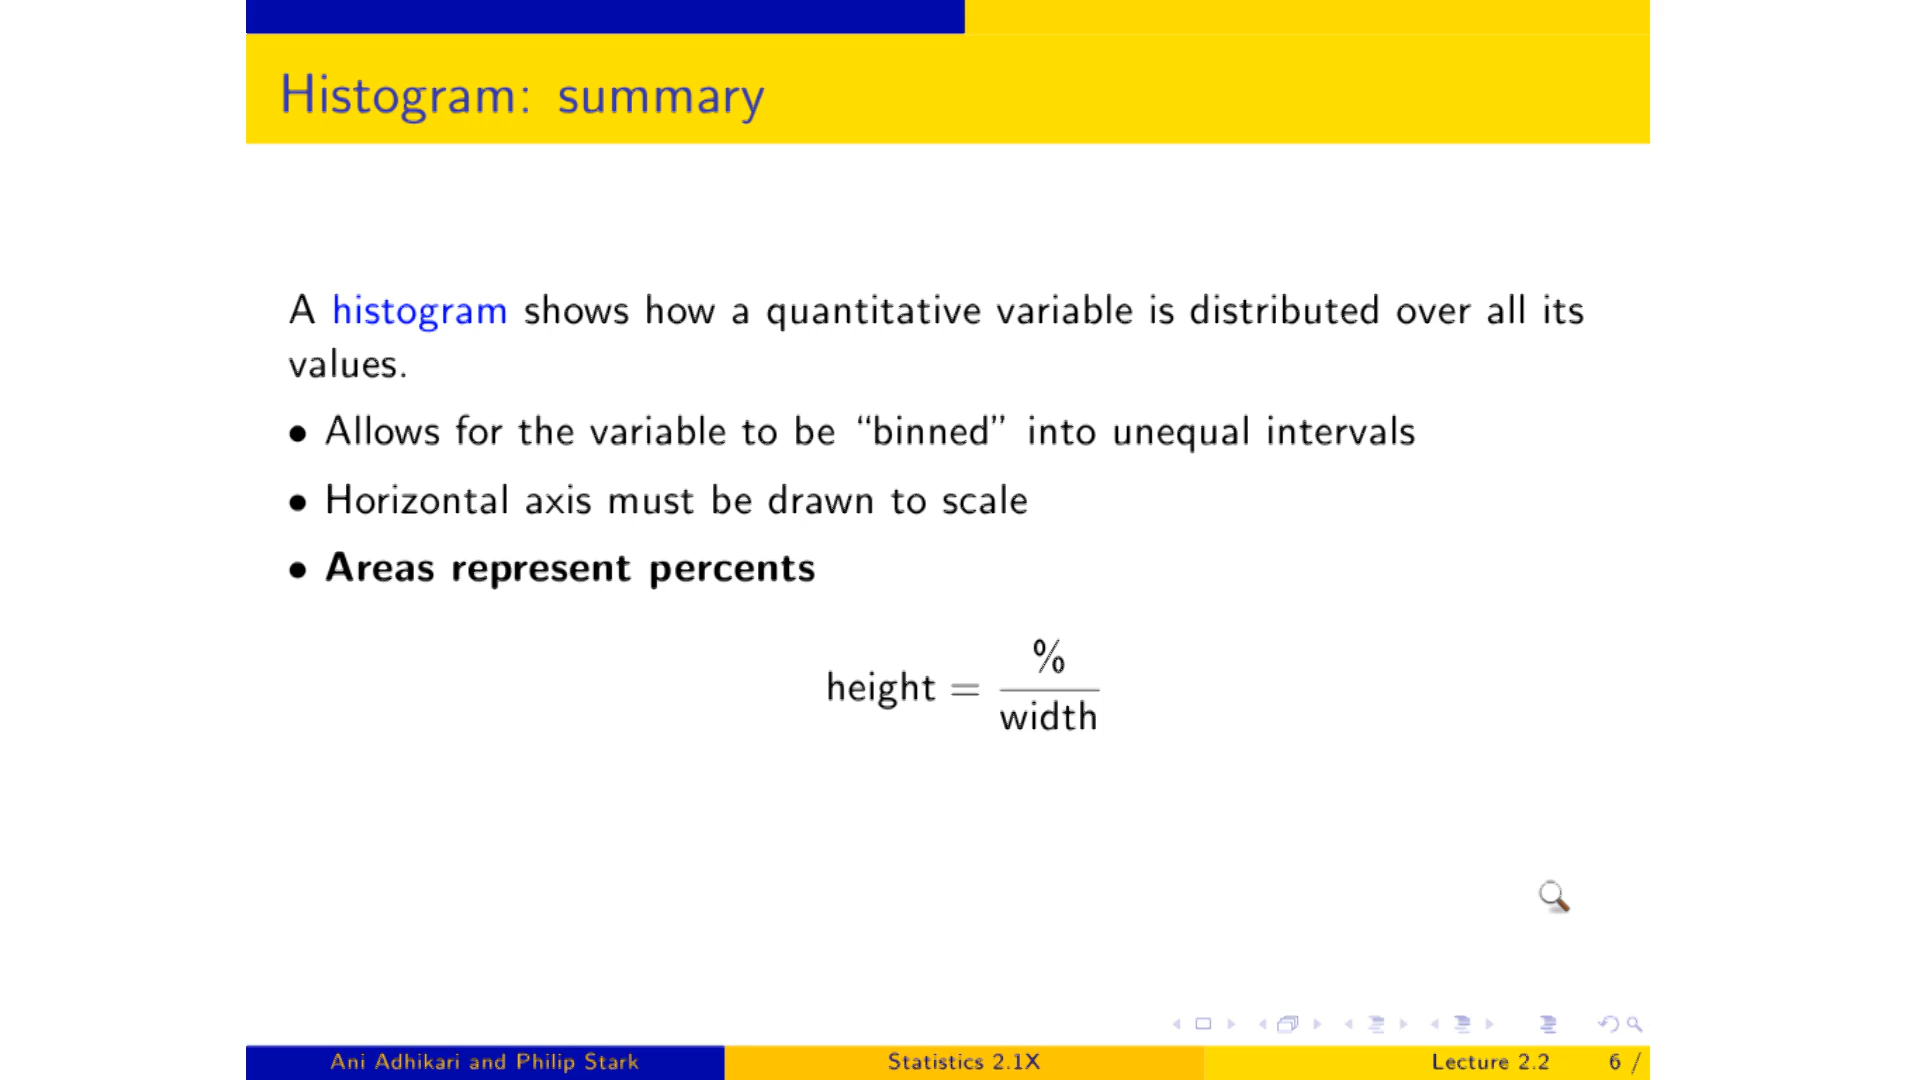 Histogram: summary
A histogram shows how a quantitative variable is distributed over all its
values.
• Allows for the variable to be “binned” into unequal intervals
• Horizontal axis must be drawn to scale
• Areas represent percents
height = %
width
Ani Adhikari and Philip Stark Statistics 2.1X Lecture 2.2 6 /